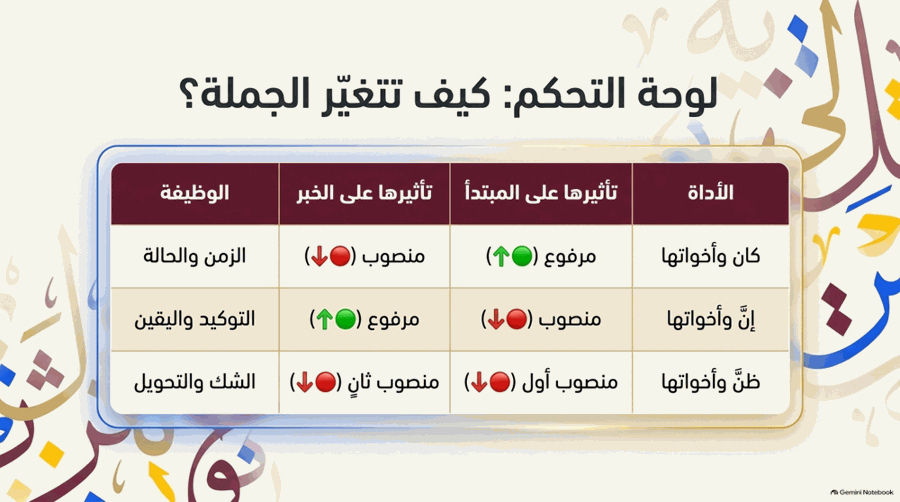 لوحة التحكم: كيف تتغيّر الجملة؟
الأداة تأثيرها على المبتدأ تأثيرها على الخبر الوظيفة
كان وأخواتها مرفوع (🟢↑) منصوب (🔴↓) الزمن والحالة
إنَّ وأخواتها منصوب (🔴↓) مرفوع (🟢↑) التوكيد واليقين
ظنَّ وأخواتها منصوب أول (🔴↓) منصوب ثانٍ (🔴↓) الشك والتحويل
Gemini Notebook